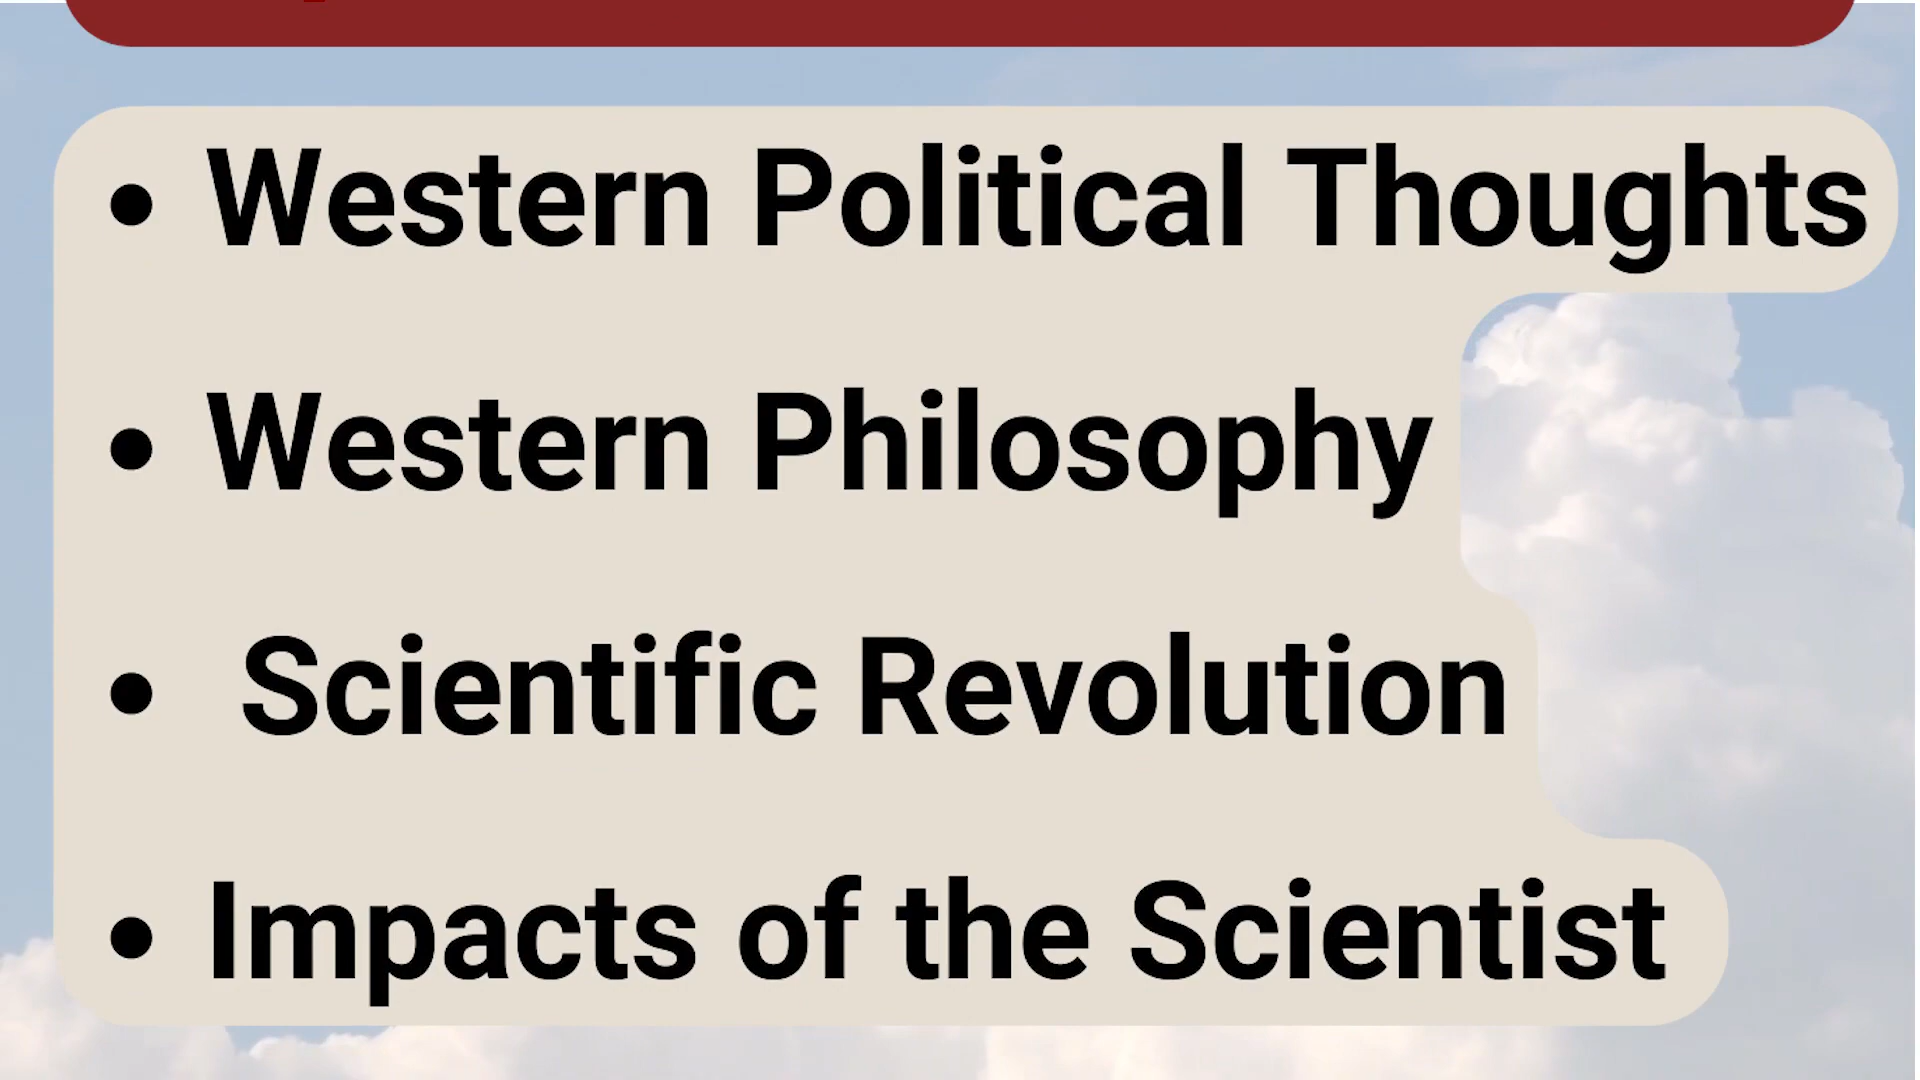 • Western Political Thoughts
• Western Philosophy
• Scientific Revolution
• Impacts of the Scientist